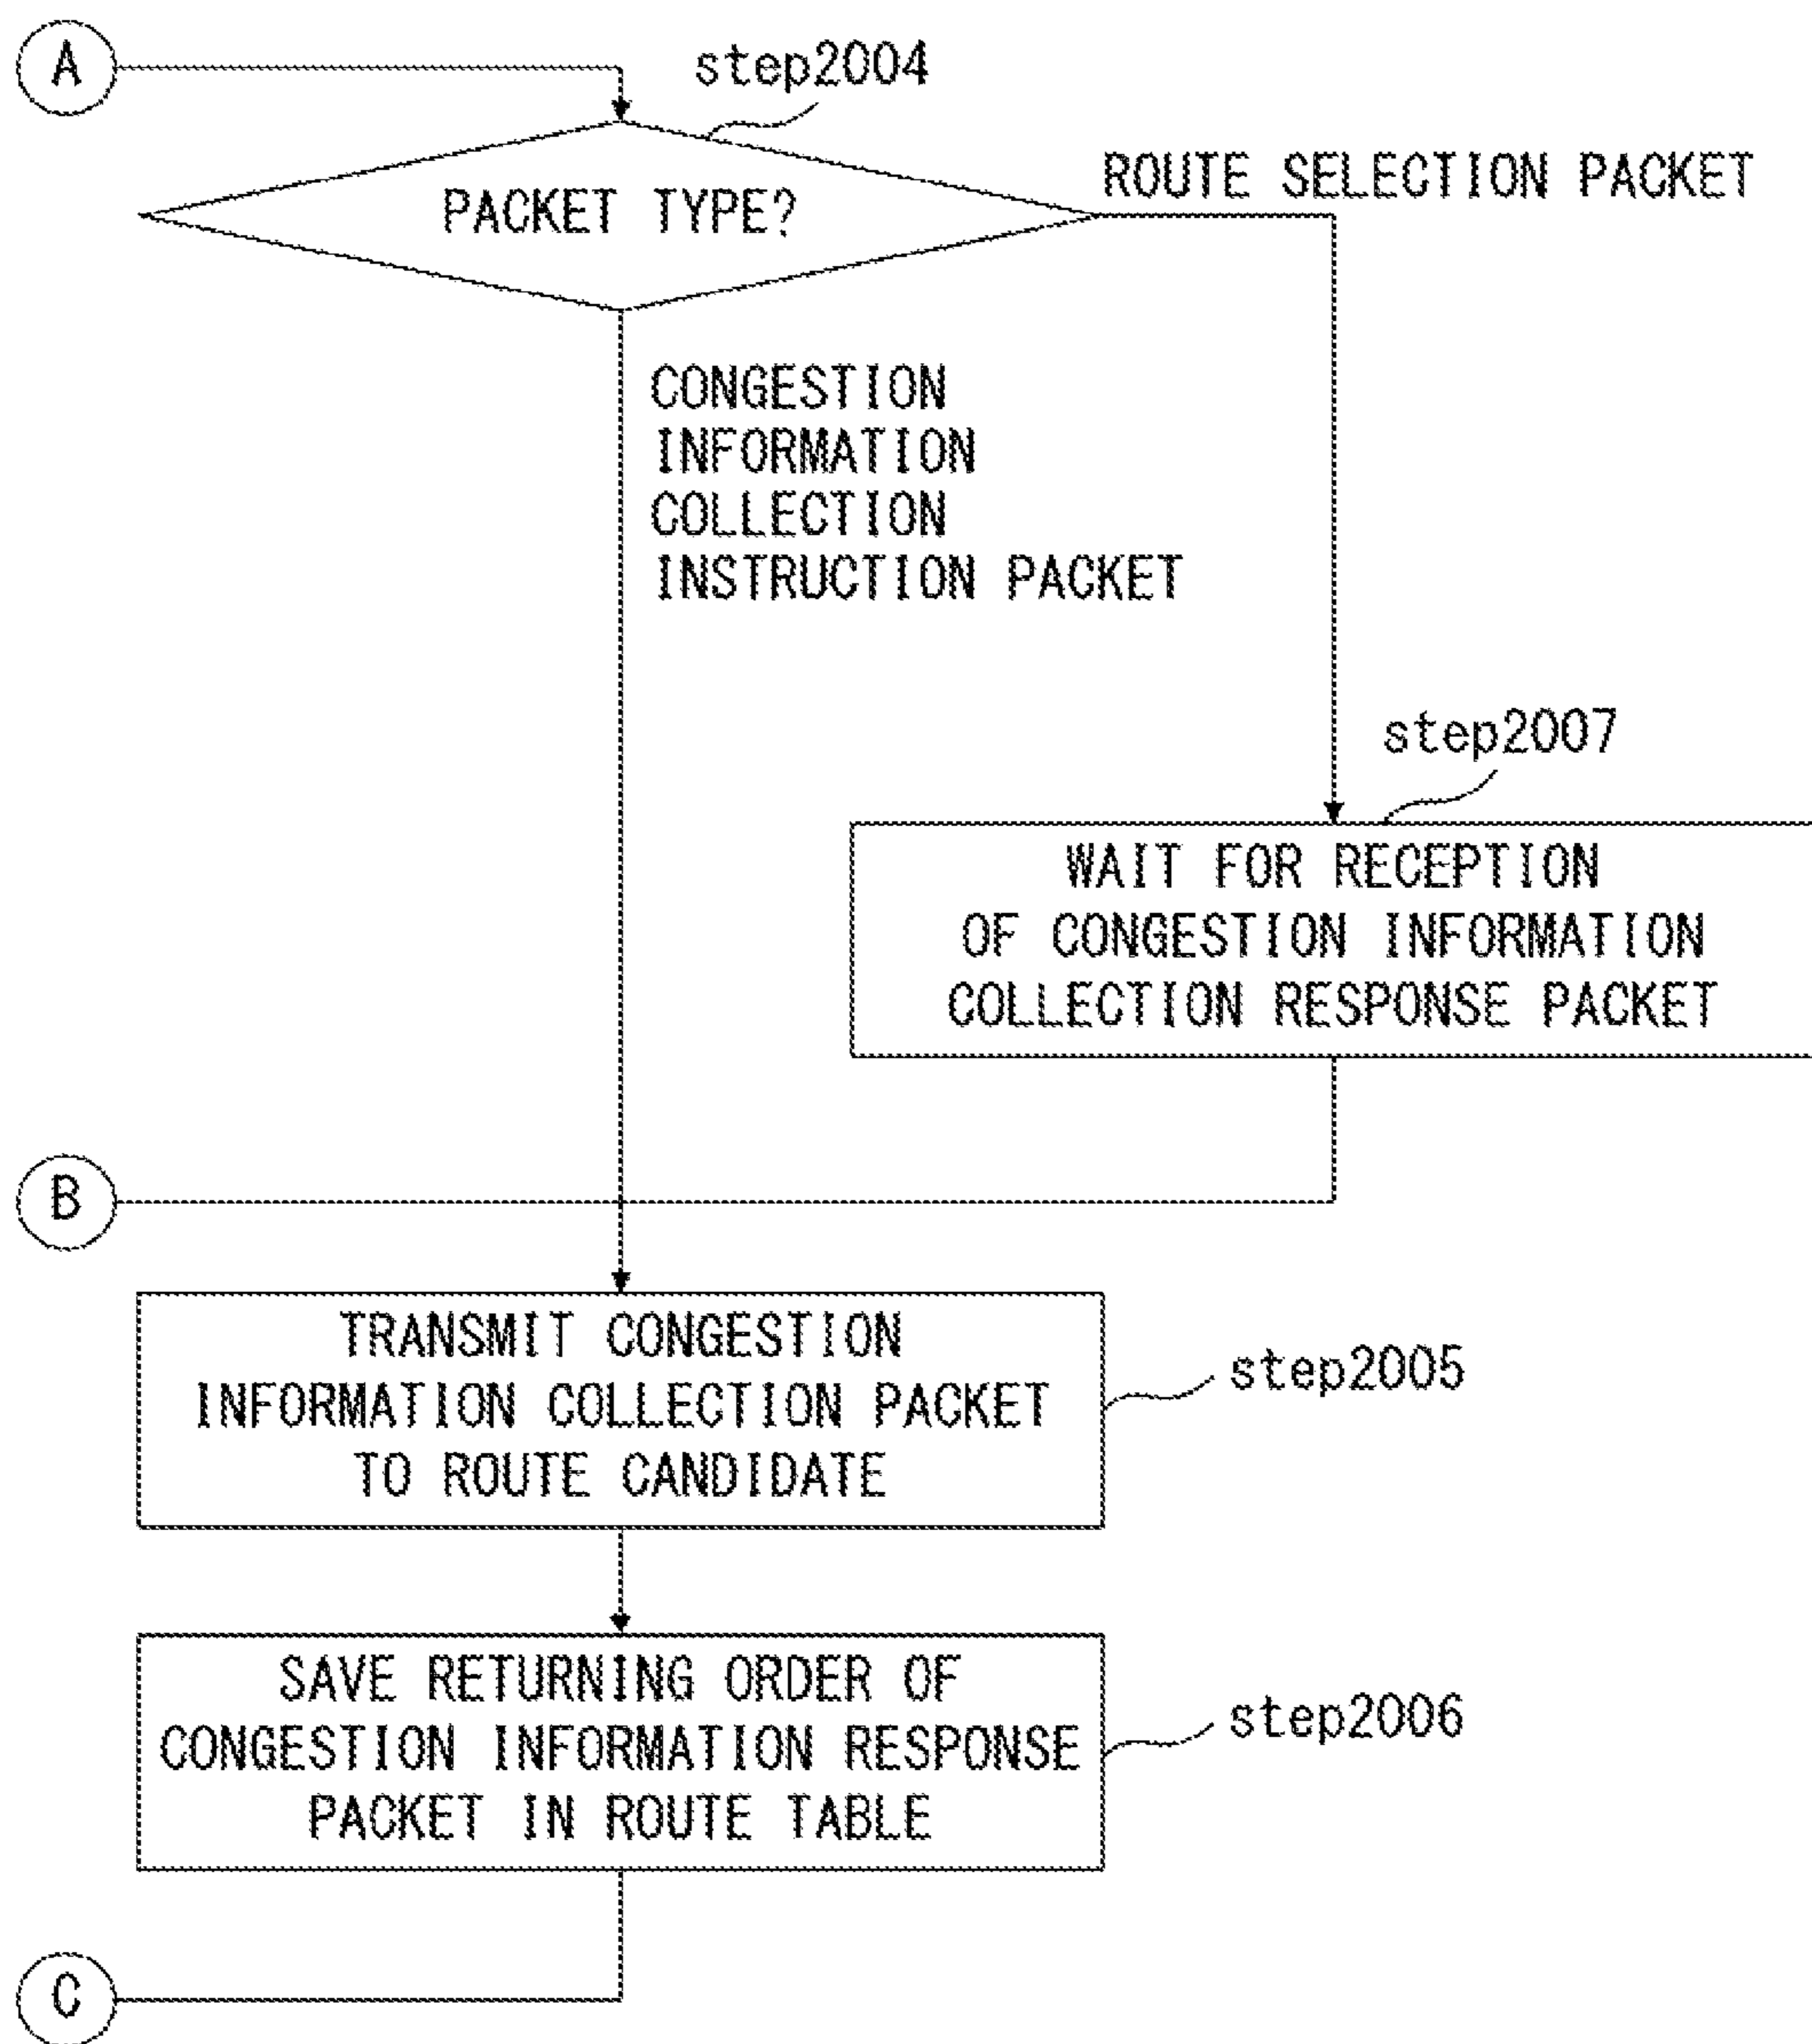 A
step2004
PACKET TYPE?
ROUTE SELECTION PACKET
CONGESTION
INFORMATION
COLLECTION
INSTRUCTION PACKET
step2007
WAIT FOR RECEPTION
OF CONGESTION INFORMATION
COLLECTION RESPONSE PACKET
B
TRANSMIT CONGESTION
INFORMATION COLLECTION PACKET
TO ROUTE CANDIDATE
step2005
SAVE RETURNING ORDER OF
CONGESTION INFORMATION RESPONSE
PACKET IN ROUTE TABLE
step2006
C